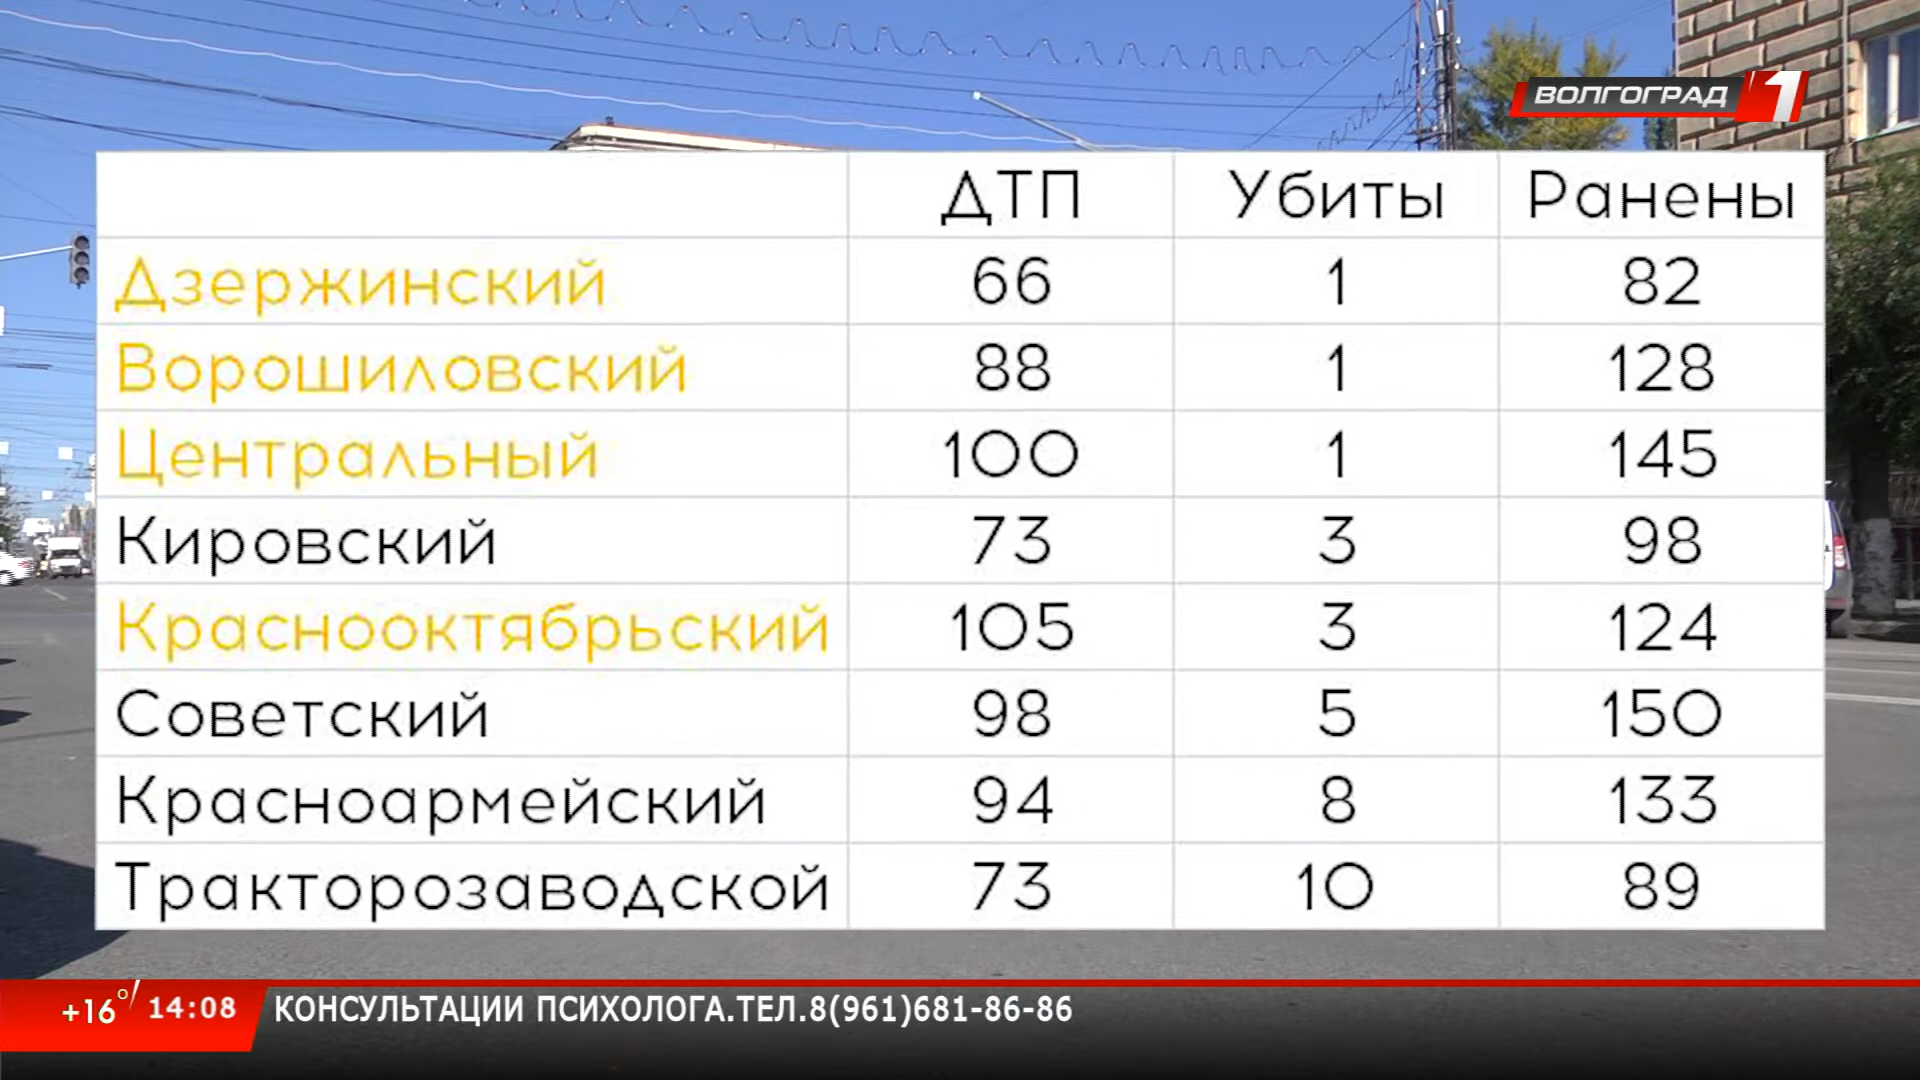 ВОЛГОГРАД 1
ДТП Убиты Ранены
Дзержинский 66 1 82
Ворошиловский 88 1 128
Центральный 100 1 145
Кировский 73 3 98
Краснооктябрьский 105 3 124
Советский 98 5 150
Красноармейский 94 8 133
Тракторозаводской 73 10 89
+16° 14:08 КОНСУЛЬТАЦИИ ПСИХОЛОГА.ТЕЛ.8(961)681-86-86